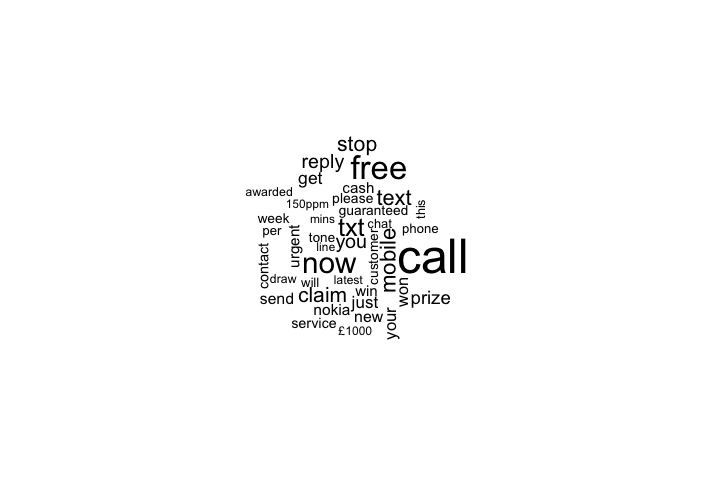 stop
reply
free
get
cash
awarded
please
text
150ppm
guaranteed
this
week
mins
txt
chat
per
phone
urgent
tone
you
line
customer
mobile
call
contact
now
draw
will
latest
send
claim
win
won
just
prize
nokia
new
your
service
£1000